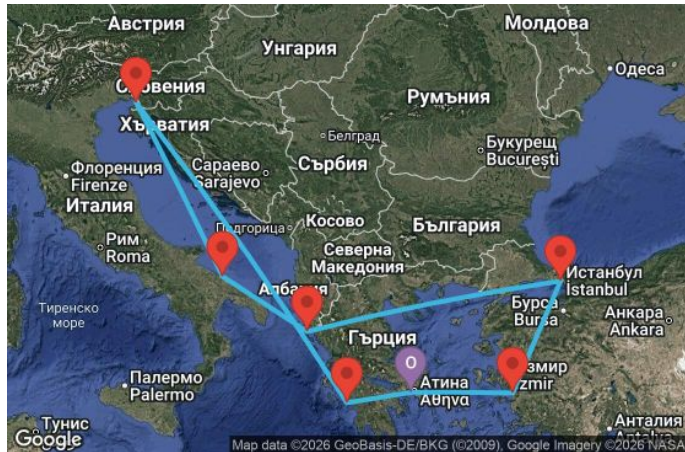 Австрия
Молдова
Унгария
Одеса
Словения
Румъния
Хърватия
Белград
Букурещ
Bucureşti
Флоренция
Firenze
Сараево
Sarajevo
Сърбия
Италия
Косово
България
Подгорица
Рим
Roma
Северна
Македония
Истанбул
İstanbul
Албания
Тиренско
море
Бурса
Bursa
Анкара
Ankara
Гърция
O
Измир
İzmir
Палермо
Palermo
Атина
Αθήνα
Тунис
Анталия
Google
Map data ©2026 GeoBasis-DE/BKG (©2009), Google Imagery ©2026 NASA